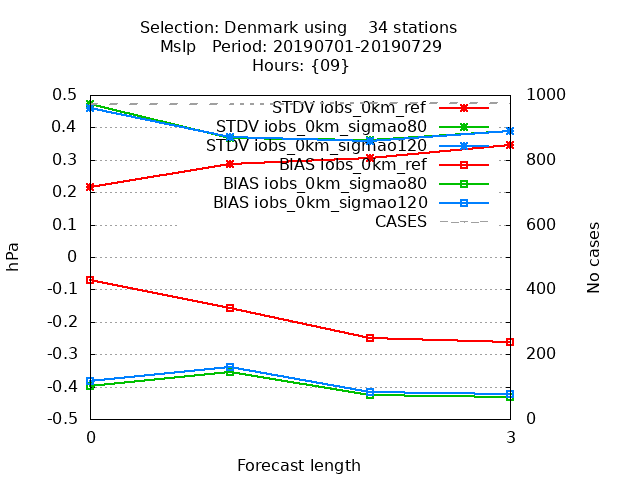 Selection: Denmark using    34 stations
Mslp   Period: 20190701-20190729
Hours: {09}
0.5
0.4
0.3
0.2
0.1
0
-0.1
-0.2
-0.3
-0.4
-0.5
hPa
STDV iobs_0km_ref
STDV iobs_0km_sigmao80
STDV iobs_0km_sigmao120
BIAS iobs_0km_ref
BIAS iobs_0km_sigmao80
BIAS iobs_0km_sigmao120
CASES
1000
800
600
400
200
0
No cases
0
3
Forecast length